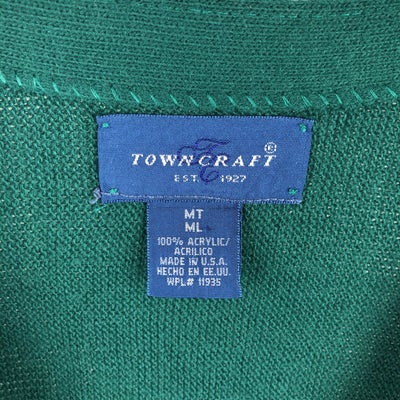 TOWNCRAFT®
EST. 1927
MT
ML
100% ACRYLIC/
ACRILICO
MADE IN U.S.A.
HECHO EN EE.UU.
WPL# 11935